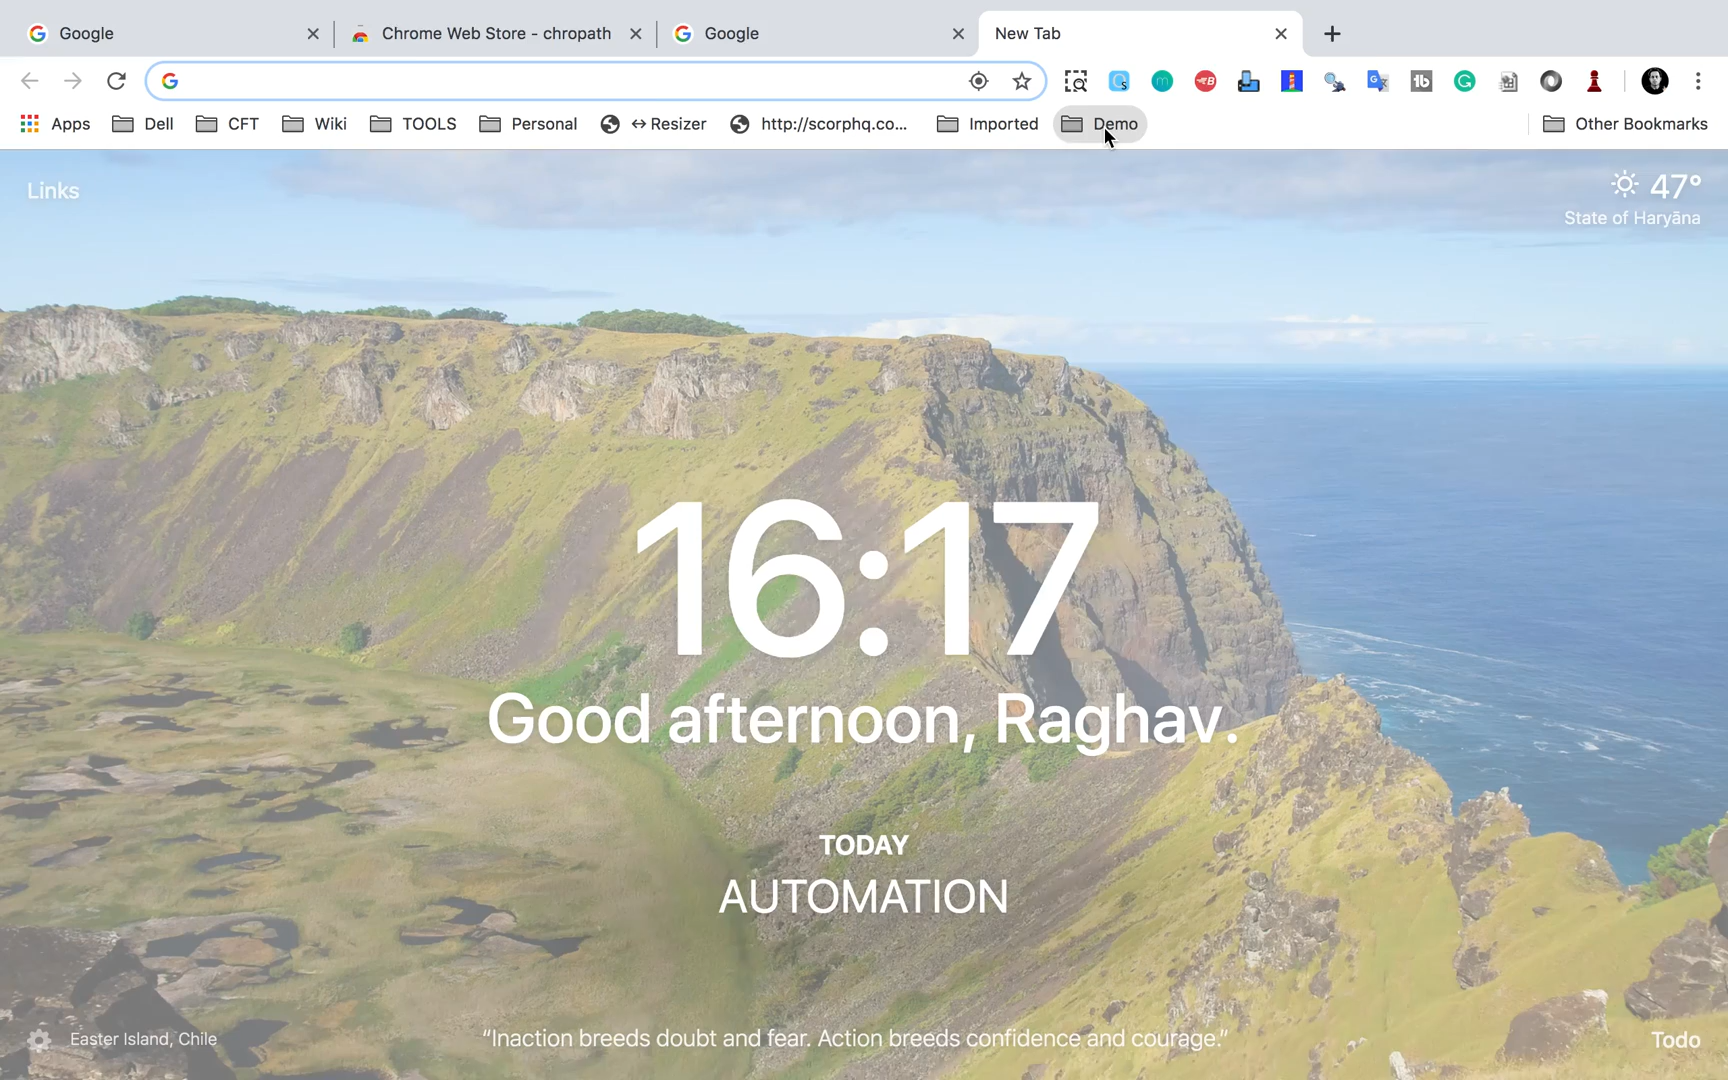 Google
Chrome Web Store - chropath
Google
New Tab
Apps
Dell
CFT
Wiki
TOOLS
Personal
↔ Resizer
http://scorphq.co...
Imported
Demo
Other Bookmarks
Links
47°
State of Haryāna
16:17
Good afternoon, Raghav.
TODAY
AUTOMATION
Easter Island, Chile
“Inaction breeds doubt and fear. Action breeds confidence and courage.”
Todo